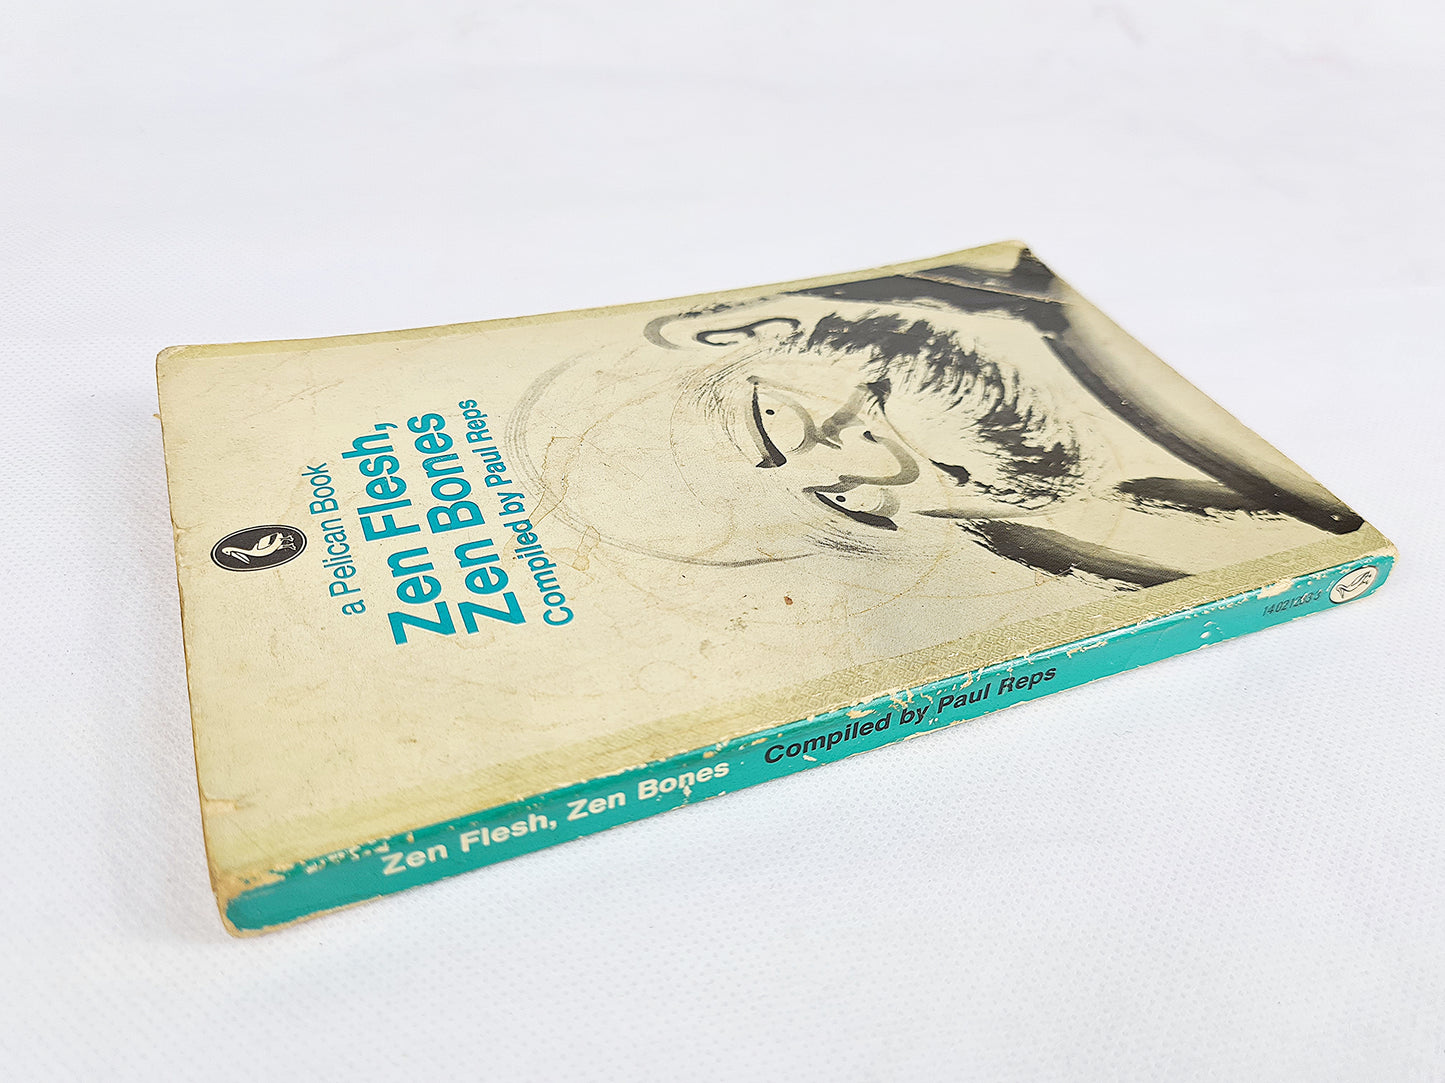 a Pelican Book
Zen Flesh,
Zen Bones
Compiled by Paul Reps
Zen Flesh, Zen Bones Compiled by Paul Reps